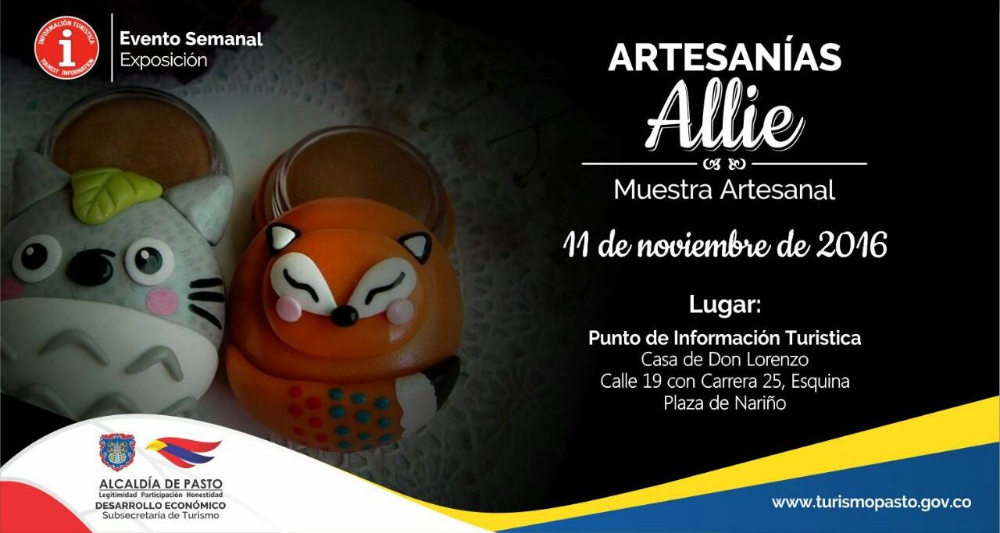 INFORMACIÓN TURISTICA
TOURIST INFORMATION
i
Evento Semanal
Exposición
ARTESANÍAS
Allie
Muestra Artesanal
11 de noviembre de 2016
Lugar:
Punto de Información Turistica
Casa de Don Lorenzo
Calle 19 con Carrera 25, Esquina
Plaza de Nariño
ALCALDÍA DE PASTO
Legitimidad Participación Honestidad
DESARROLLO ECONÓMICO
Subsecretaria de Turismo
www.turismopasto.gov.co